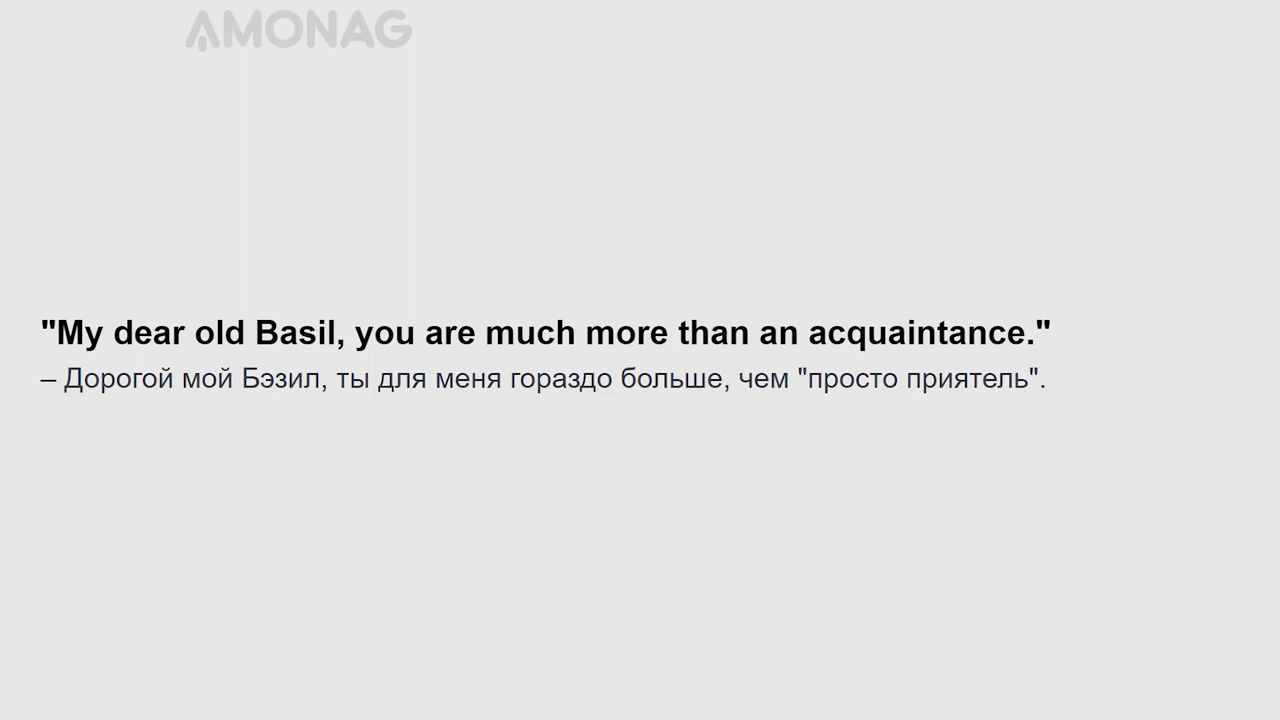 AMONAG
"My dear old Basil, you are much more than an acquaintance."
– Дорогой мой Бэзил, ты для меня гораздо больше, чем "просто приятель".